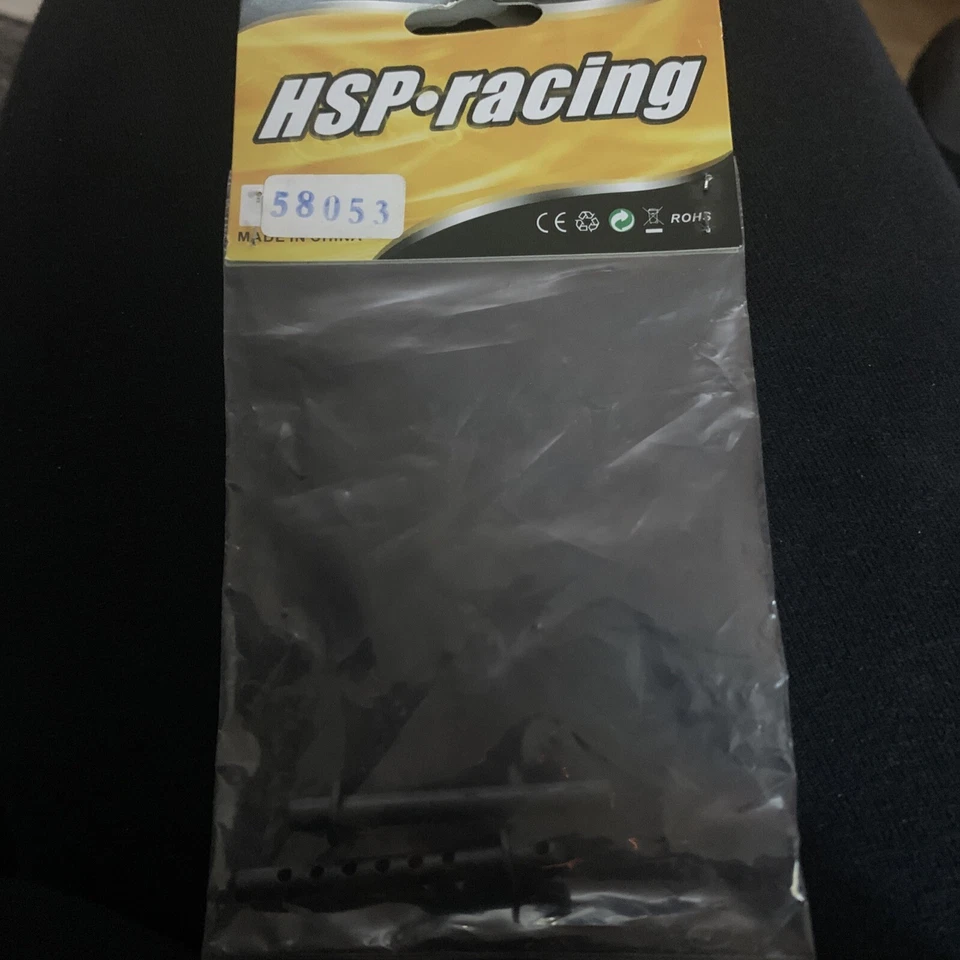 HSP·racing
58053
CE ROHS
MADE IN CHINA